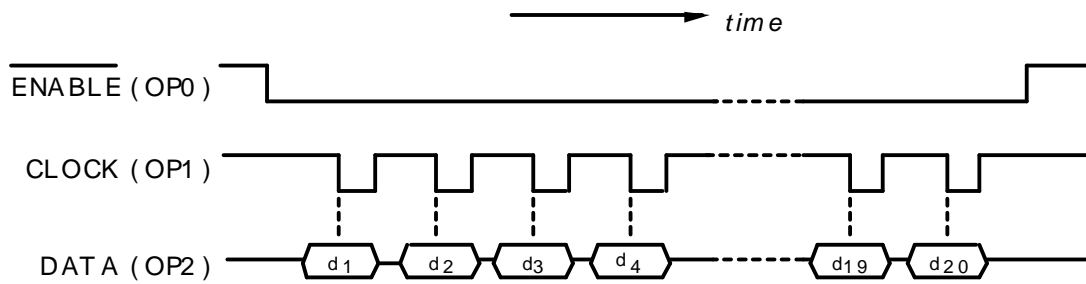 time
ENABLE (OP0)
CLOCK (OP1)
DATA (OP2)
d1 d2 d3 d4 d19 d20